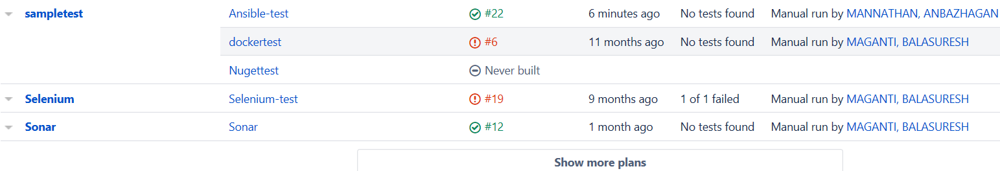 sampletest Ansible-test #22 6 minutes ago No tests found Manual run by MANNATHAN, ANBAZHAGAN
dockertest #6 11 months ago No tests found Manual run by MAGANTI, BALASURESH
Nugettest Never built
Selenium Selenium-test #19 9 months ago 1 of 1 failed Manual run by MAGANTI, BALASURESH
Sonar Sonar #12 1 month ago No tests found Manual run by MAGANTI, BALASURESH
Show more plans